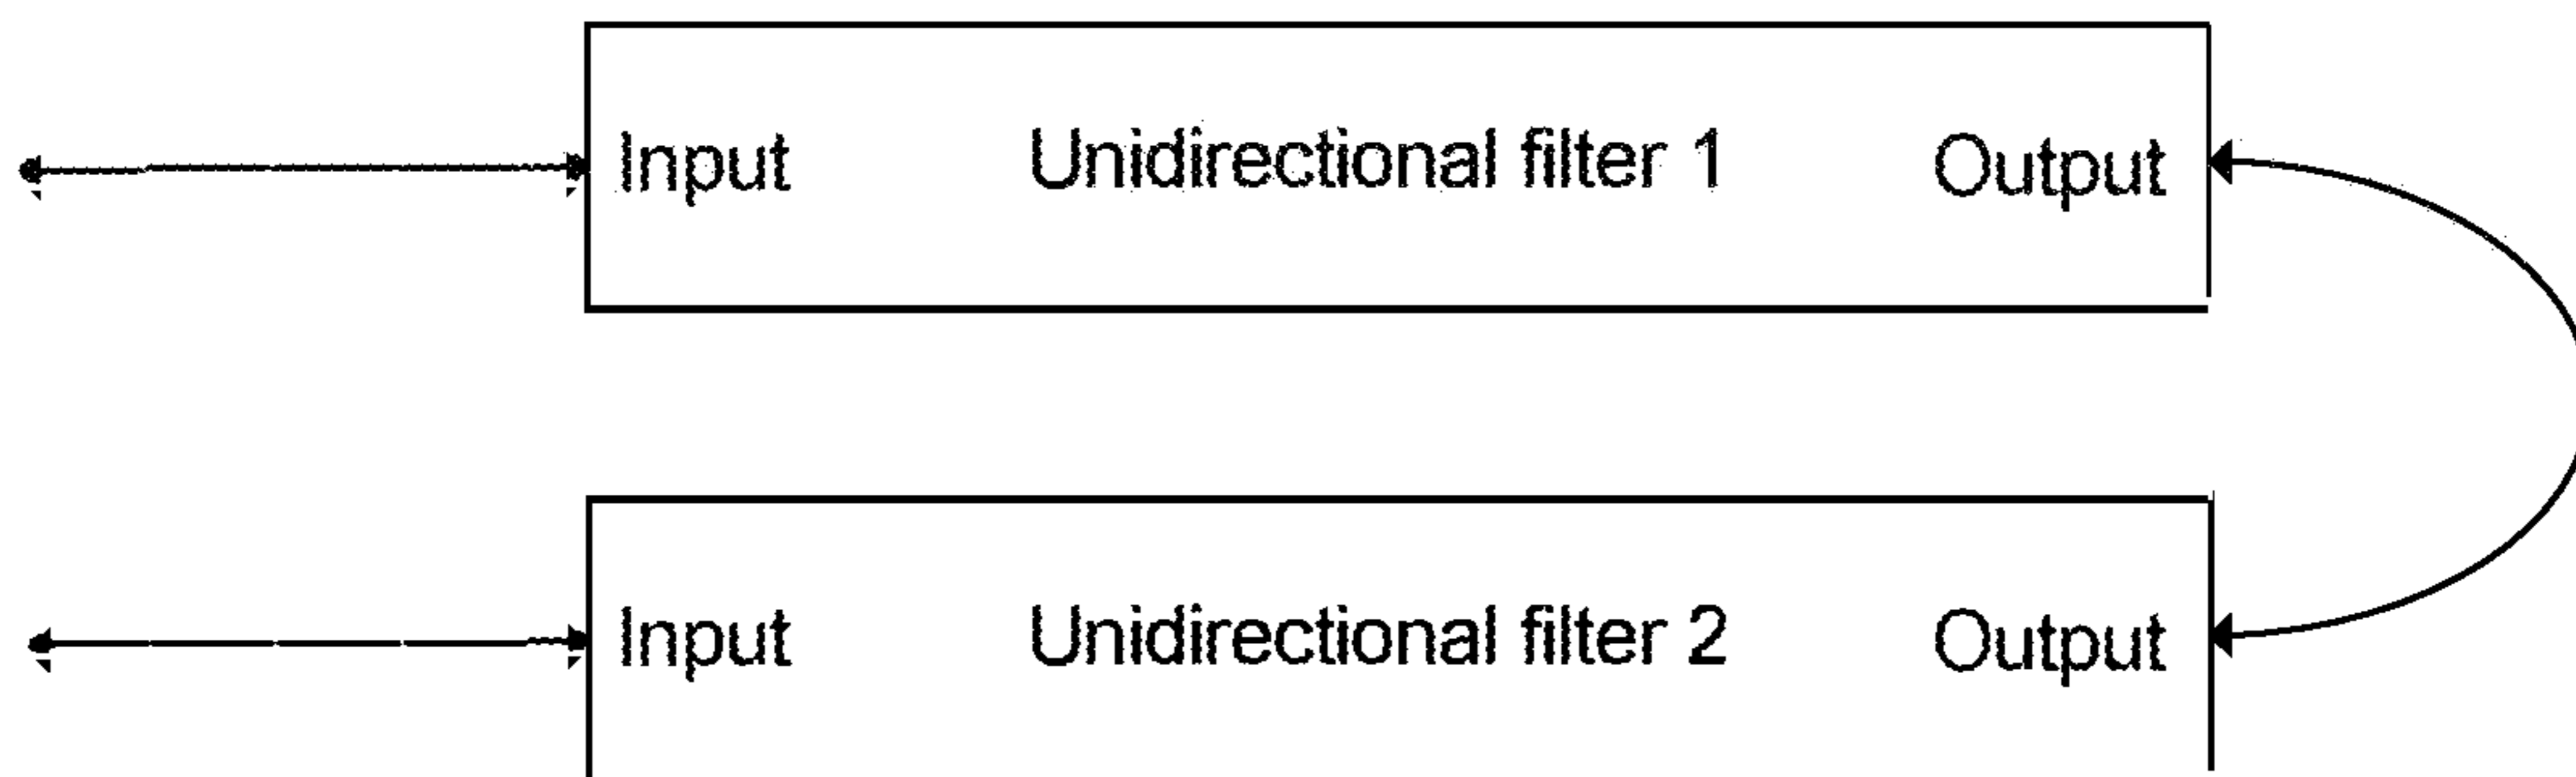 Input Unidirectional filter 1 Output
Input Unidirectional filter 2 Output